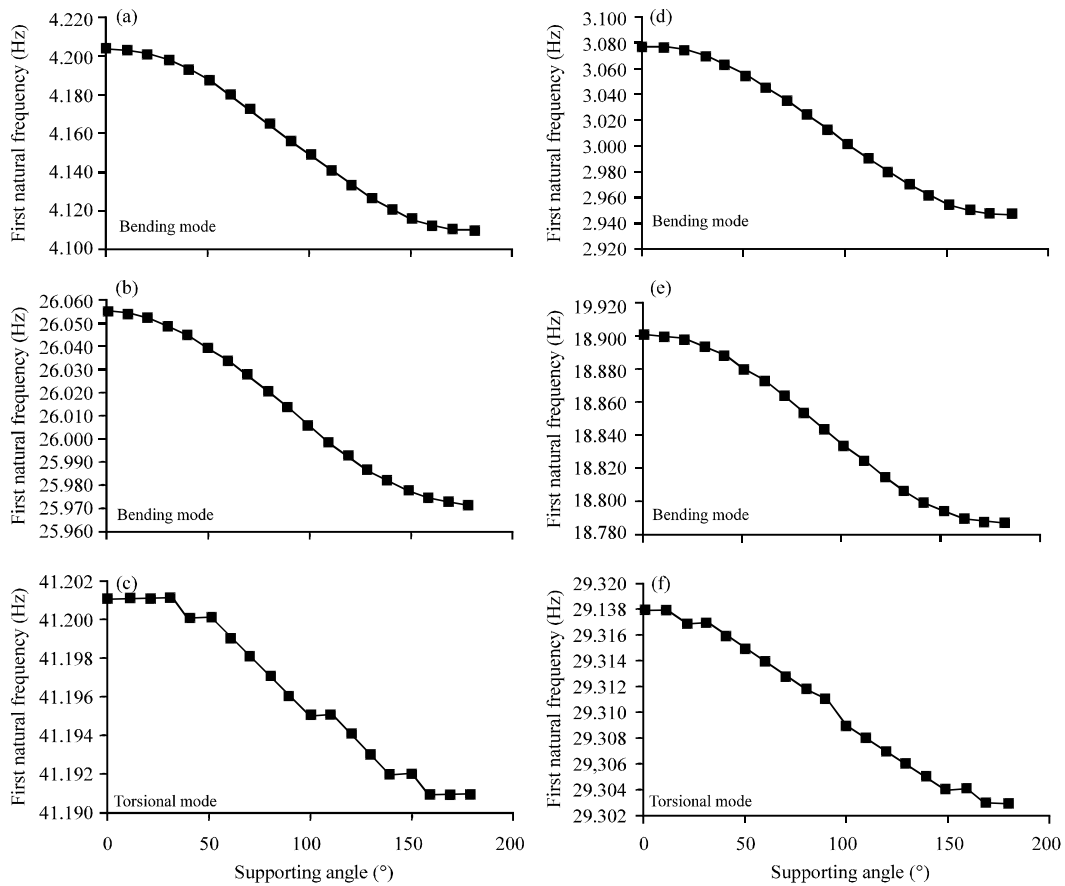 (a)
First natural frequency (Hz)
4.220
4.200
4.180
4.160
4.140
4.120
4.100
Bending mode
(d)
First natural frequency (Hz)
3.100
3.080
3.060
3.040
3.020
3.000
2.980
2.960
2.940
2.920
Bending mode
(b)
First natural frequency (Hz)
26.060
26.050
26.040
26.030
26.020
26.010
26.000
25.990
25.980
25.970
25.960
Bending mode
(e)
First natural frequency (Hz)
19.920
18.900
18.880
18.860
18.840
18.820
18.800
18.780
Bending mode
(c)
First natural frequency (Hz)
41.202
41.200
41.198
41.196
41.194
41.192
41.190
Torsional mode
0 50 100 150 200
Supporting angle (°)
(f)
First natural frequency (Hz)
29.320
29.138
29.316
29.314
29.312
29.310
29.308
29,306
29.304
29.302
Torsional mode
0 50 100 150 200
Supporting angle (°)